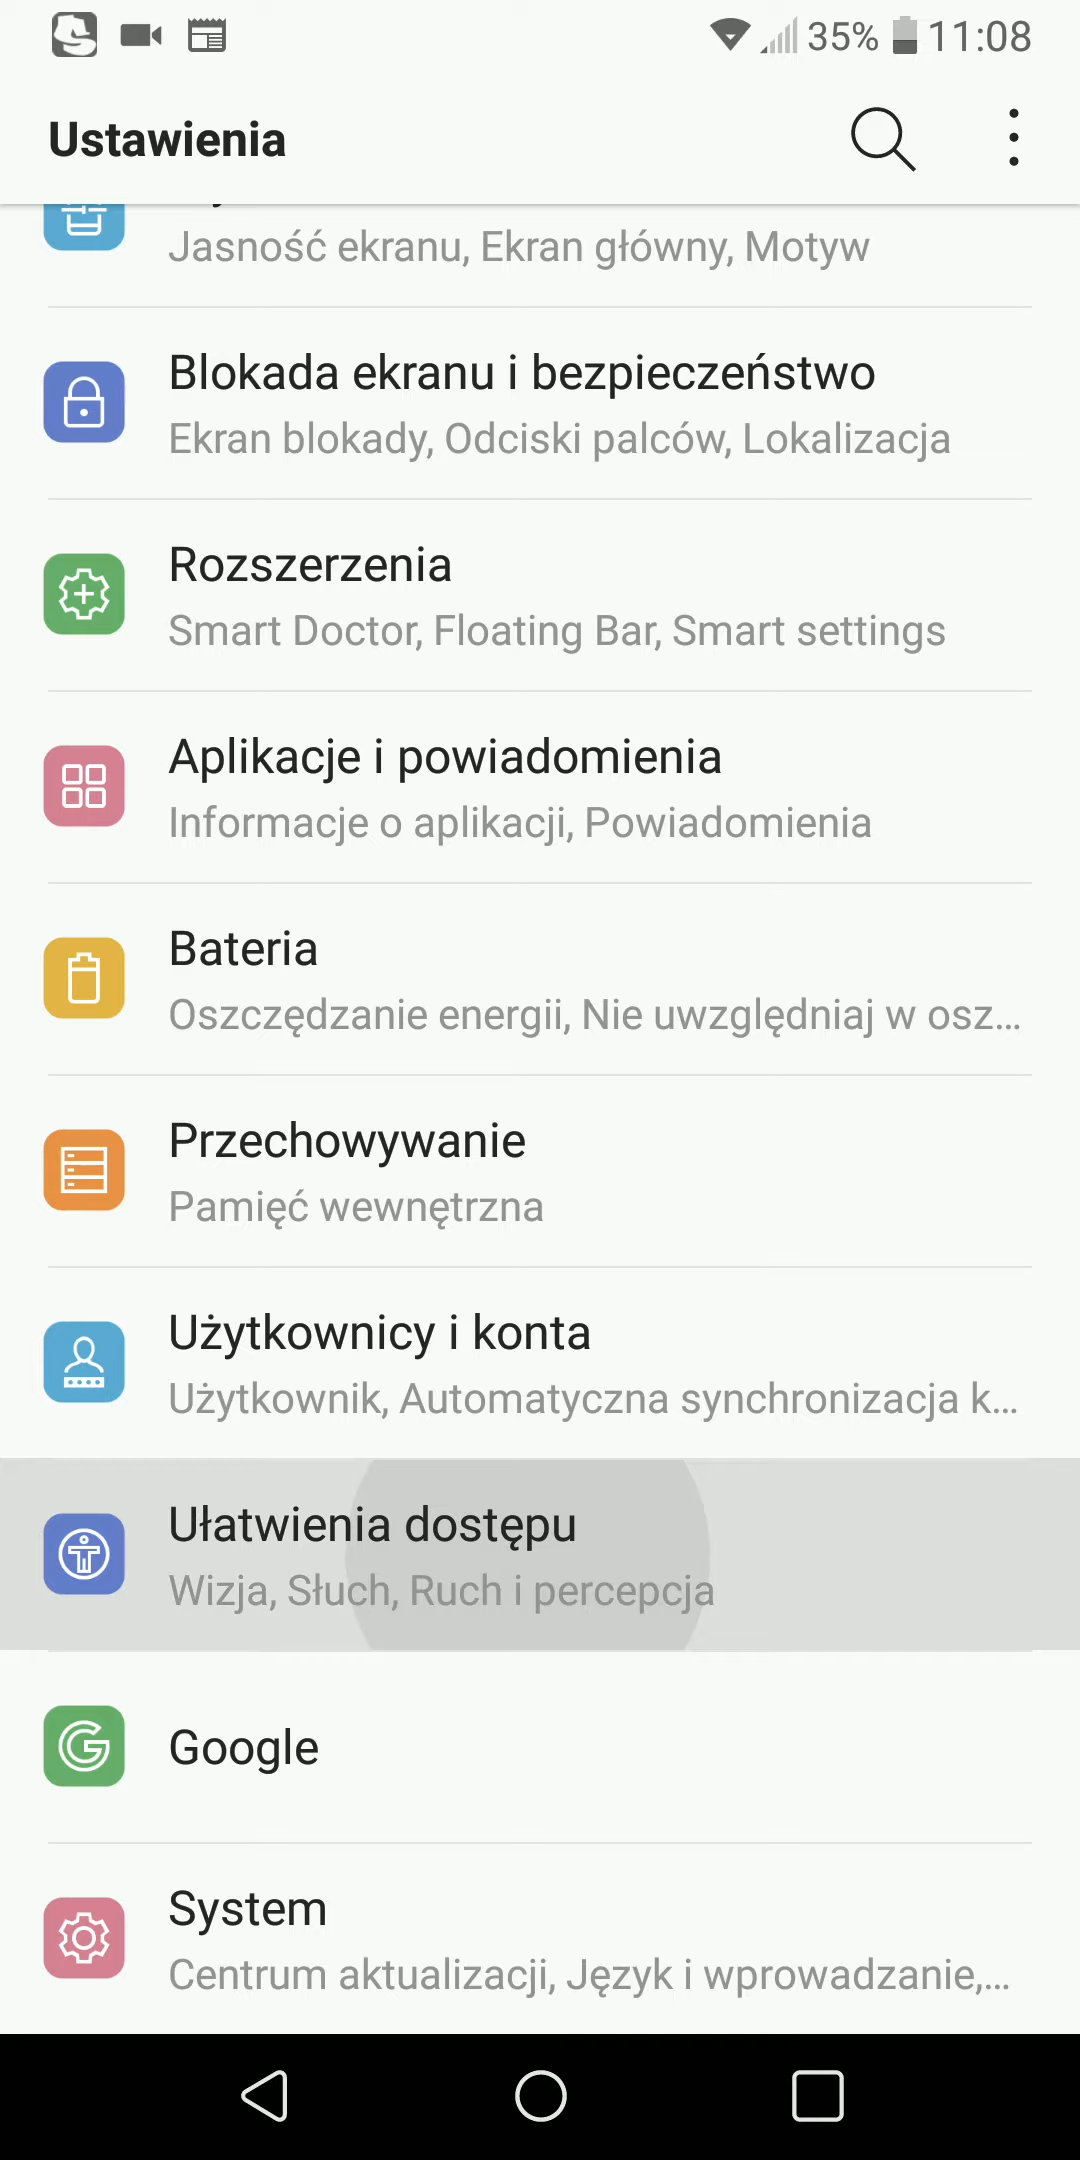 35% 11:08
Ustawienia
Jasność ekranu, Ekran główny, Motyw
Blokada ekranu i bezpieczeństwo
Ekran blokady, Odciski palców, Lokalizacja
Rozszerzenia
Smart Doctor, Floating Bar, Smart settings
Aplikacje i powiadomienia
Informacje o aplikacji, Powiadomienia
Bateria
Oszczędzanie energii, Nie uwzględniaj w osz…
Przechowywanie
Pamięć wewnętrzna
Użytkownicy i konta
Użytkownik, Automatyczna synchronizacja k…
Ułatwienia dostępu
Wizja, Słuch, Ruch i percepcja
Google
System
Centrum aktualizacji, Język i wprowadzanie,…